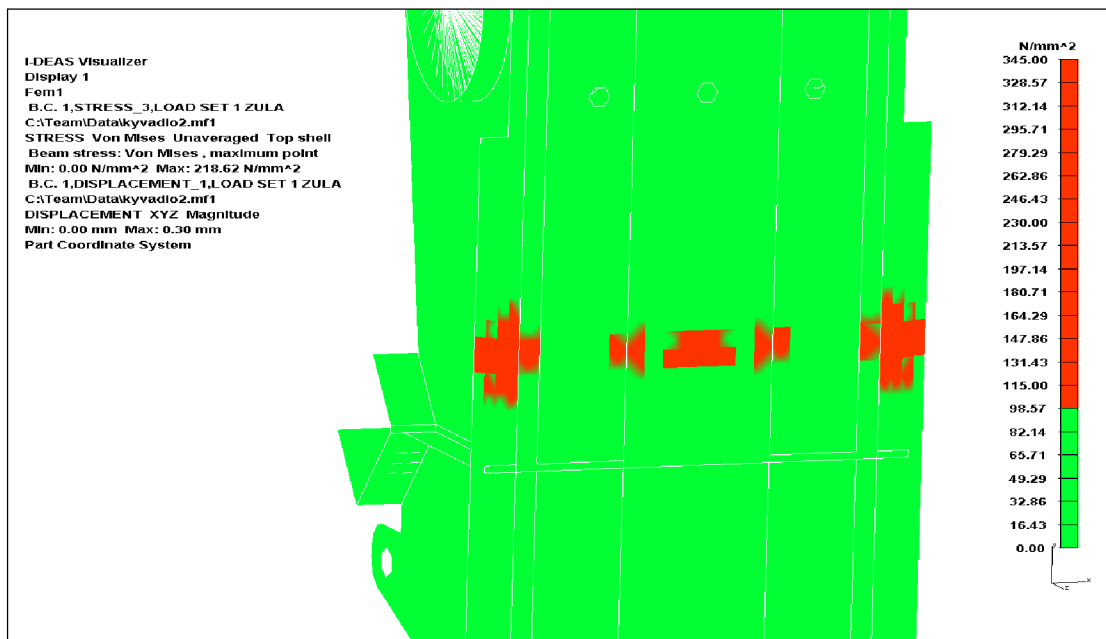 I-DEAS Visualizer
Display 1
Fem1
B.C. 1,STRESS_3,LOAD SET 1 ZULA
C:\Team\Data\kyvadlo2.mf1
STRESS Von Mises Unaveraged Top shell
Beam stress: Von Mises , maximum point
Min: 0.00 N/mm^2 Max: 218.62 N/mm^2
B.C. 1,DISPLACEMENT_1,LOAD SET 1 ZULA
C:\Team\Data\kyvadlo2.mf1
DISPLACEMENT XYZ Magnitude
Min: 0.00 mm Max: 0.30 mm
Part Coordinate System
N/mm^2
345.00
328.57
312.14
295.71
279.29
262.86
246.43
230.00
213.57
197.14
180.71
164.29
147.86
131.43
115.00
98.57
82.14
65.71
49.29
32.86
16.43
0.00
Y
Z
X